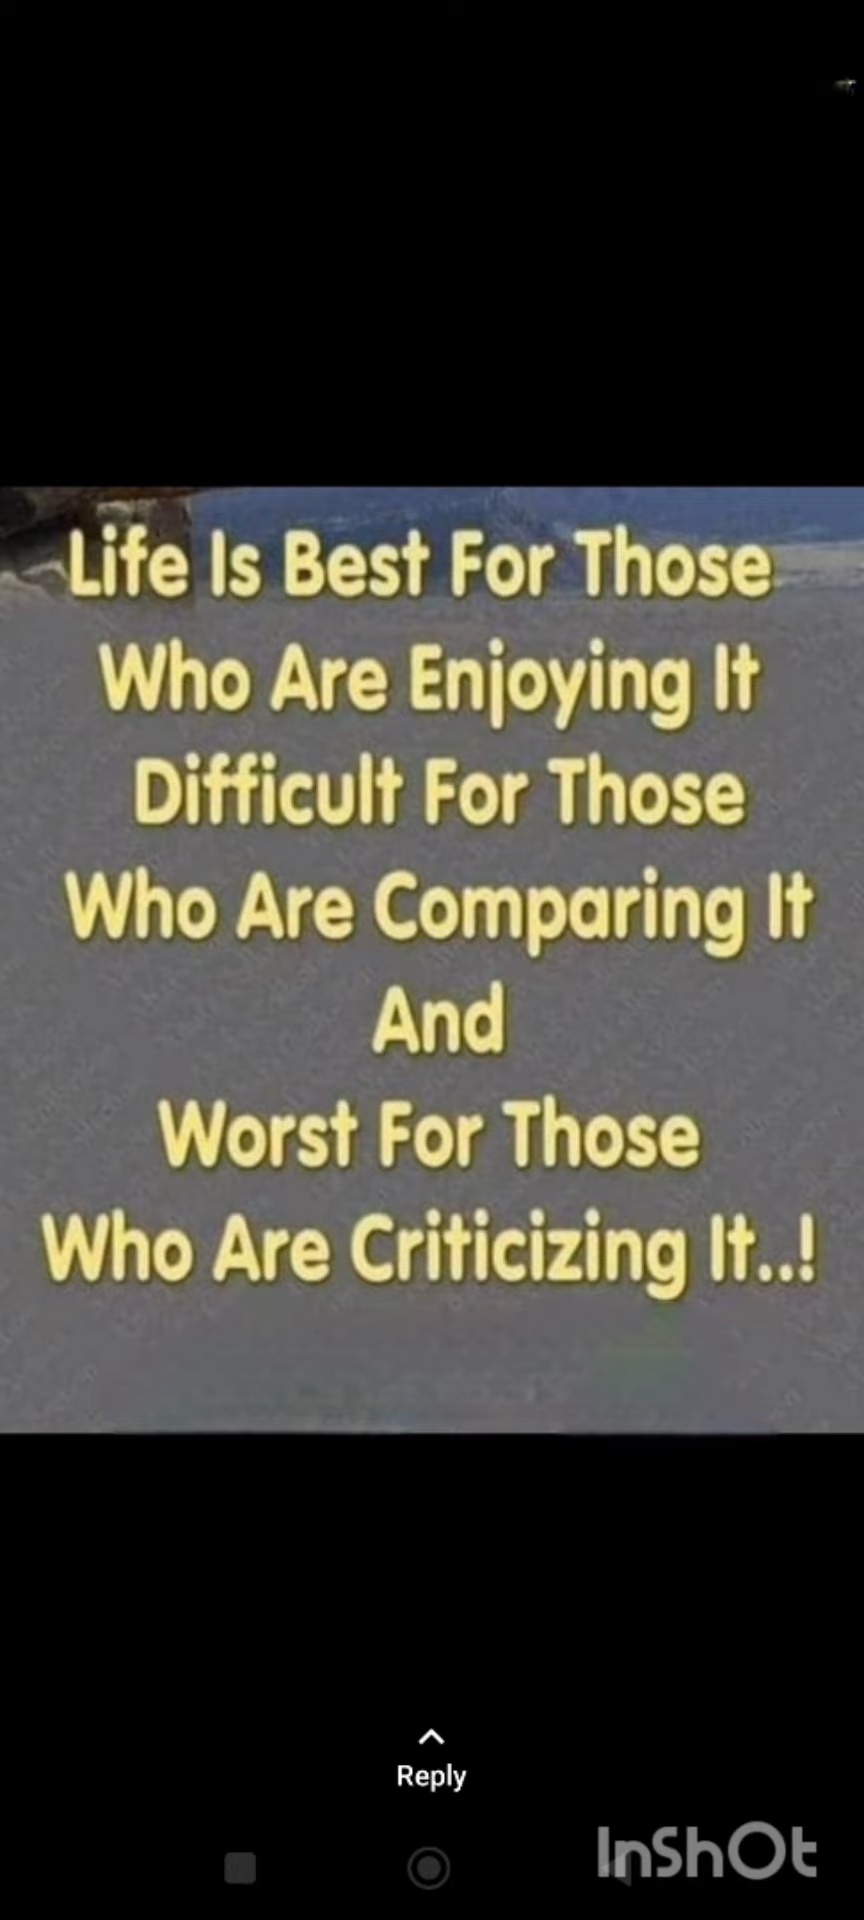 Life Is Best For Those
Who Are Enjoying It
Difficult For Those
Who Are Comparing It
And
Worst For Those
Who Are Criticizing It..!
Reply
InShOt